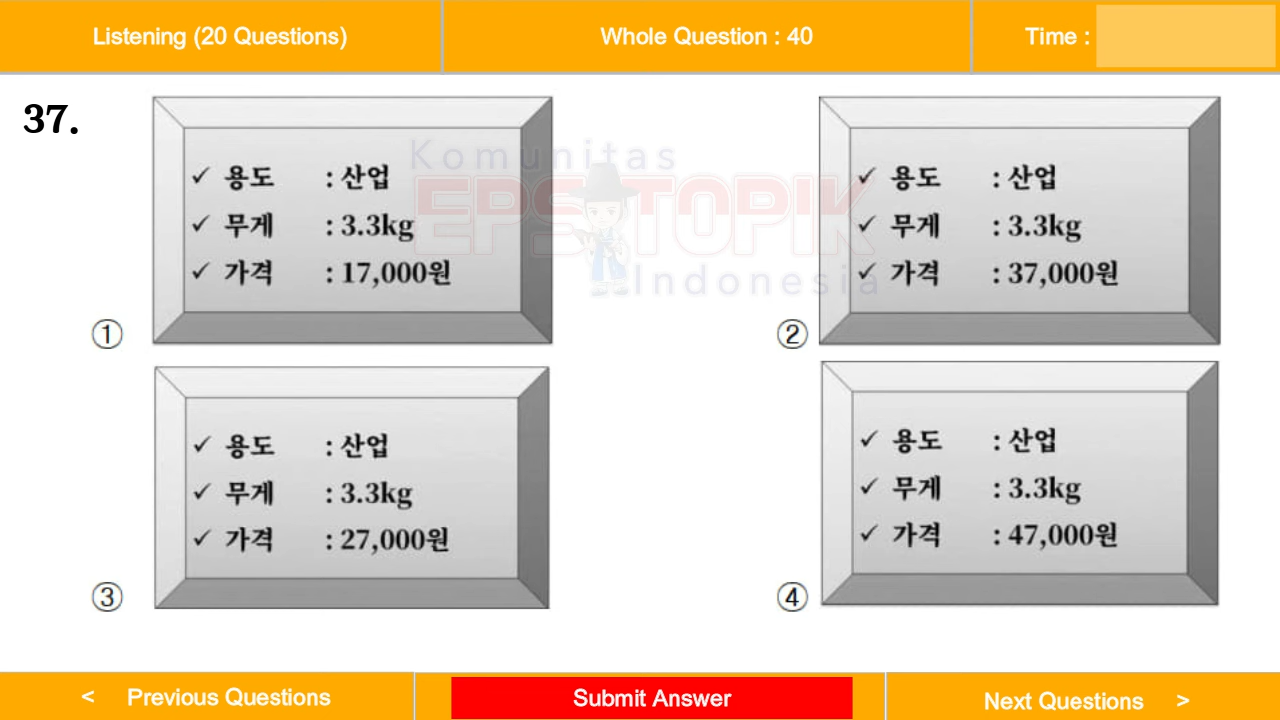 Listening (20 Questions)
Whole Question : 40
Time :
37.
Komunitas
EPS TOPIK
Indonesia
✓ 용도 : 산업
✓ 무게 : 3.3kg
✓ 가격 : 17,000원
①
✓ 용도 : 산업
✓ 무게 : 3.3kg
✓ 가격 : 37,000원
②
✓ 용도 : 산업
✓ 무게 : 3.3kg
✓ 가격 : 27,000원
③
✓ 용도 : 산업
✓ 무게 : 3.3kg
✓ 가격 : 47,000원
④
< Previous Questions
Submit Answer
Next Questions >